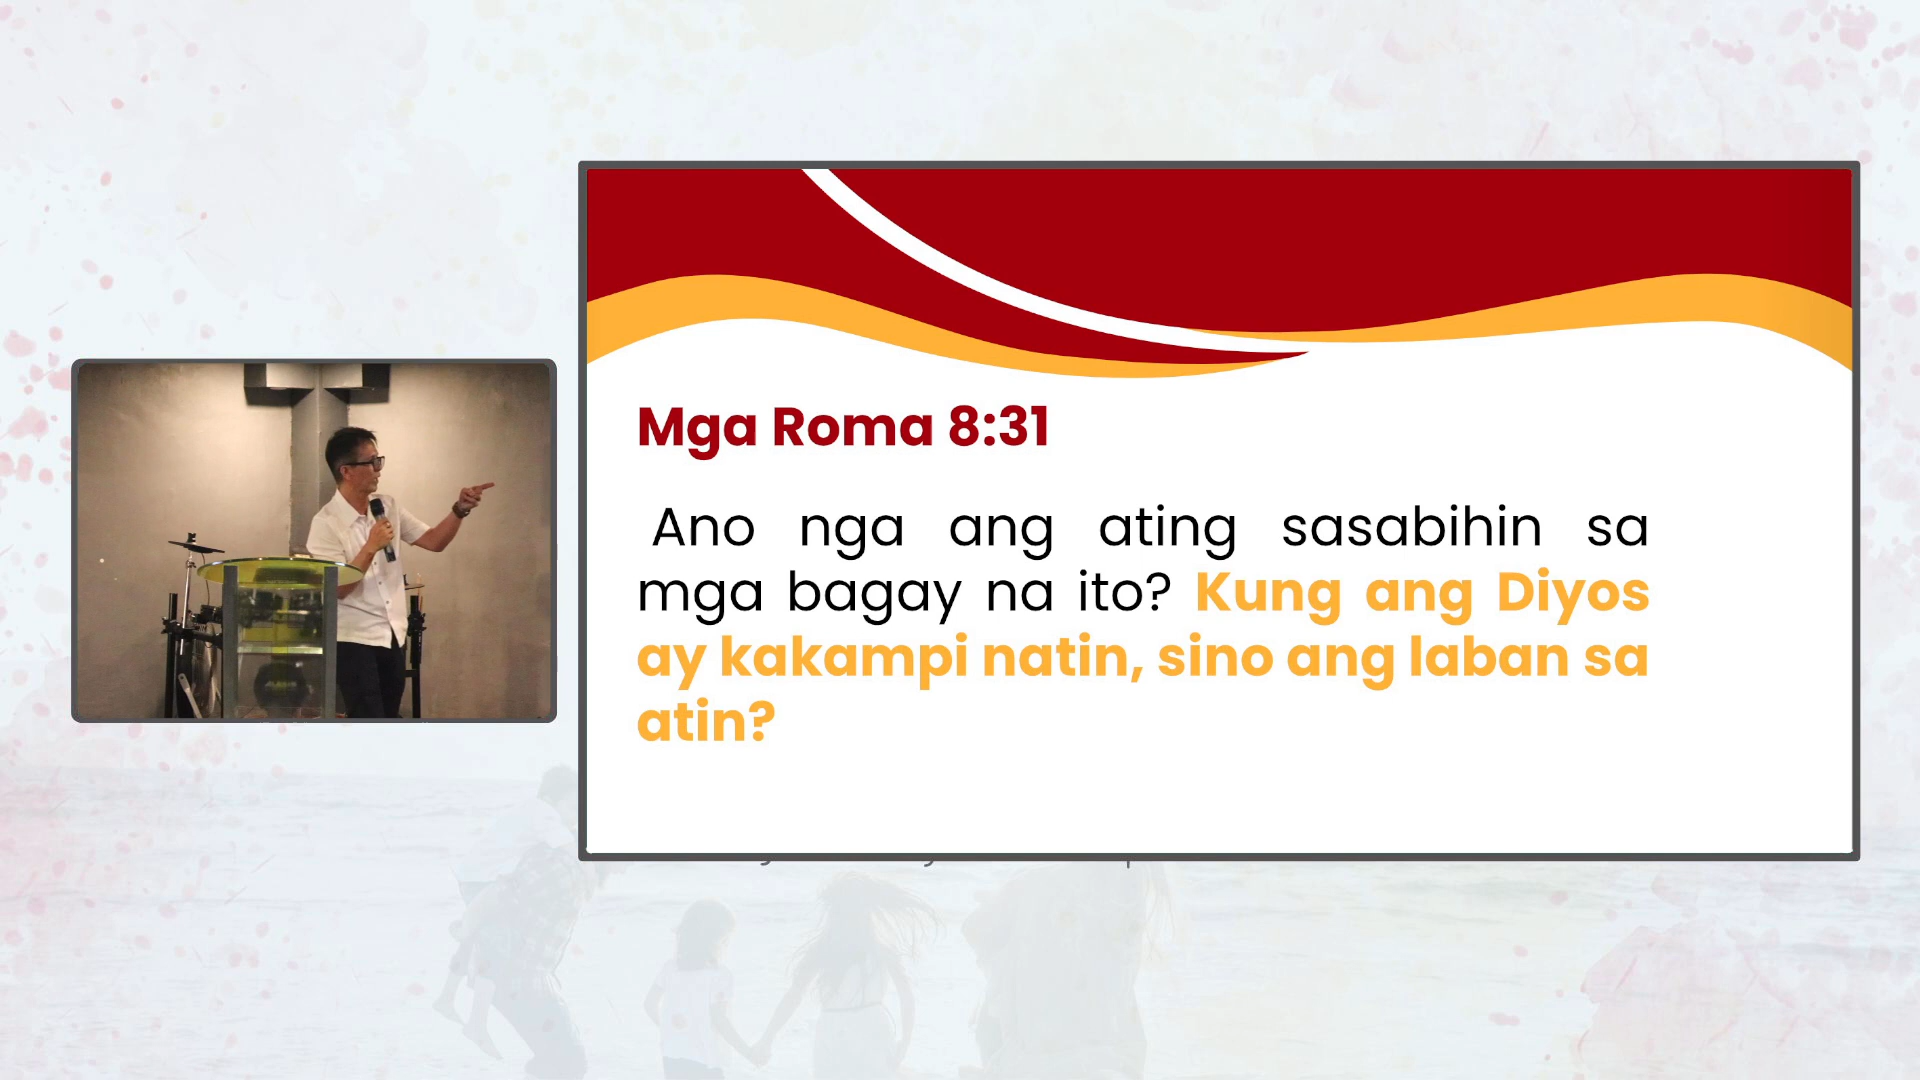 Mga Roma 8:31
Ano nga ang ating sasabihin sa
mga bagay na ito? Kung ang Diyos
ay kakampi natin, sino ang laban sa
atin?